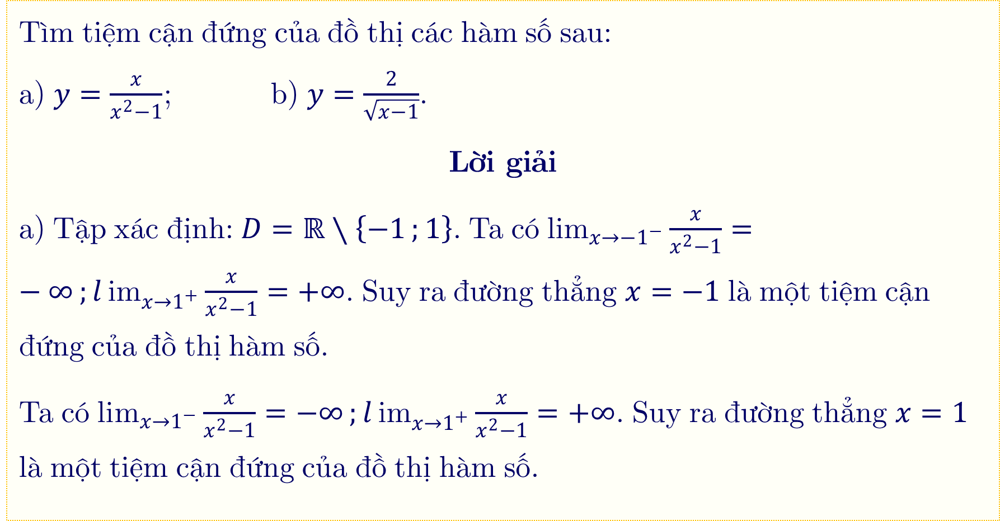 Tìm tiệm cận đứng của đồ thị các hàm số sau:
a) $y = \frac{x}{x^2-1}$; b) $y = \frac{2}{\sqrt{x-1}}$.
Lời giải
a) Tập xác định: $D = \mathbb{R} \setminus \{-1 ; 1\}$. Ta có $\lim_{x \to -1^-} \frac{x}{x^2-1} =$
$-\infty ; l\,\mathrm{im}_{x \to 1^+} \frac{x}{x^2-1} = +\infty$. Suy ra đường thẳng $x = -1$ là một tiệm cận
đứng của đồ thị hàm số.
Ta có $\lim_{x \to 1^-} \frac{x}{x^2-1} = -\infty ; l\,\mathrm{im}_{x \to 1^+} \frac{x}{x^2-1} = +\infty$. Suy ra đường thẳng $x = 1$
là một tiệm cận đứng của đồ thị hàm số.